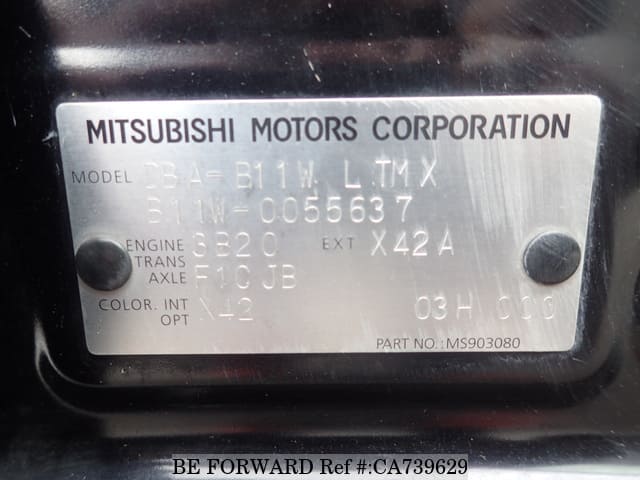 MITSUBISHI MOTORS CORPORATION
MODEL DBA-B11W LTMX
B11W-0055637
ENGINE 3B20 EXT X42A
TRANS
AXLE F1CJB
COLOR. INT X42 03H 000
OPT
PART NO.:MS903080
BE FORWARD Ref #:CA739629